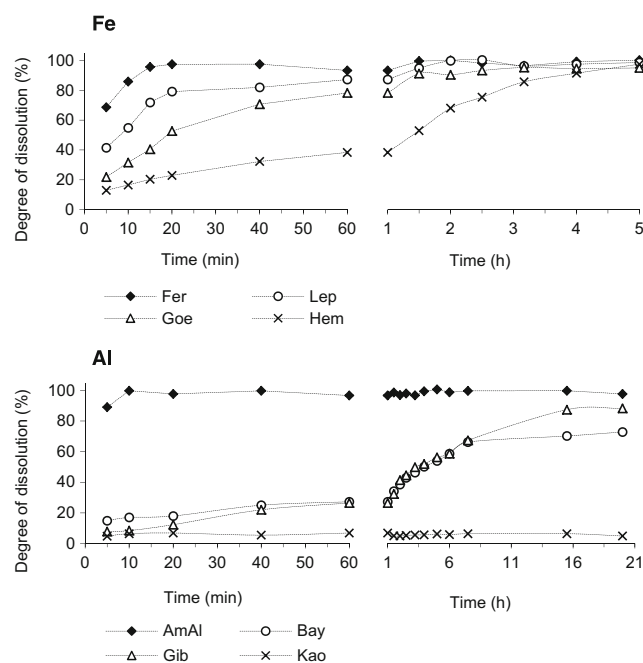 Fe
Degree of dissolution (%)
100
80
60
40
20
0
0 10 20 30 40 50 60
1 2 3 4 5
Time (min)
Time (h)
Fer
Lep
Goe
Hem
Al
Degree of dissolution (%)
100
80
60
40
20
0
0 10 20 30 40 50 60
1 6 11 16 21
Time (min)
Time (h)
AmAl
Bay
Gib
Kao